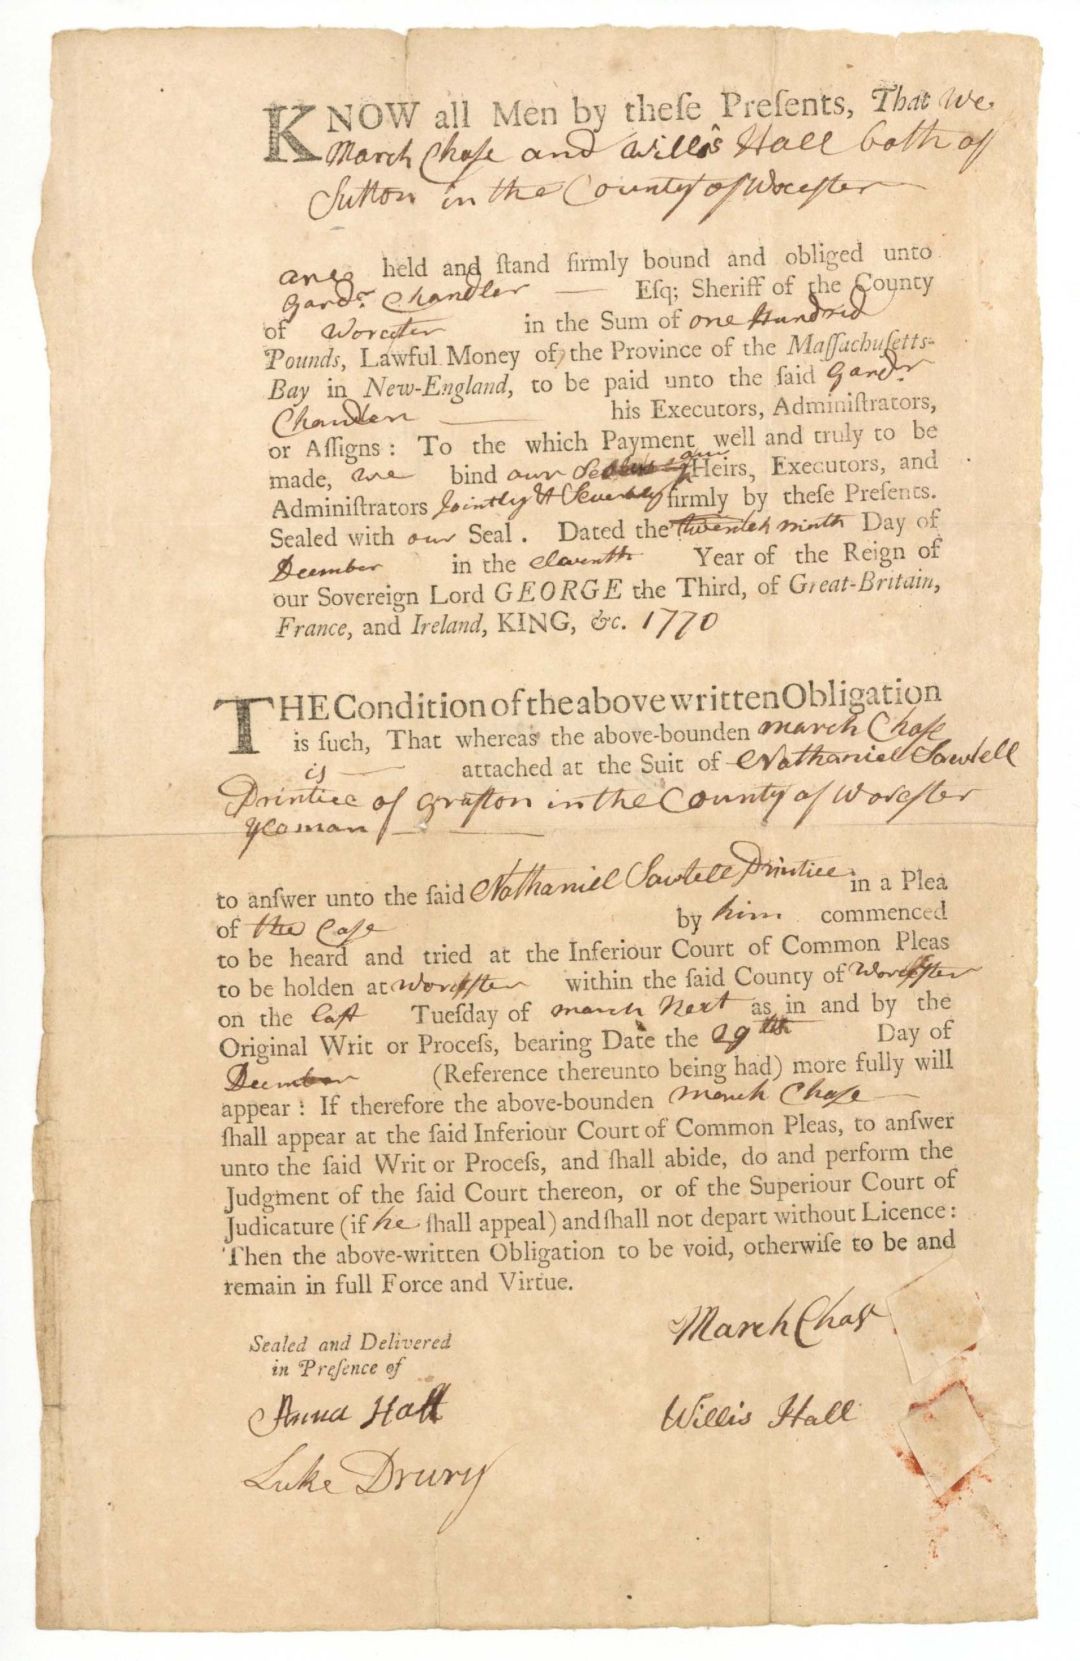 KNOW all Men by theſe Preſents, That We
March Chaſe and Willis Hall both of
Sutton in the County of Worcester
are held and ſtand firmly bound and obliged unto
Gardr. Chandler — Eſq; Sheriff of the County
of Worcester in the Sum of one Hundrid
Pounds, Lawful Money of the Province of the Maſſachuſetts-
Bay in New-England, to be paid unto the ſaid Gardr.
Chandler — his Executors, Adminiſtrators,
or Aſſigns : To the which Payment well and truly to be
made, we bind our our Heirs, Executors, and
Adminiſtrators Jointly & Severally firmly by theſe Preſents.
Sealed with our Seal . Dated the ninth Day of
December in the eleventh Year of the Reign of
our Sovereign Lord GEORGE the Third, of Great-Britain,
France, and Ireland, KING, &c. 1770
THE Condition of the above written Obligation
is ſuch, That whereas the above-bounden March Chaſe
is — attached at the Suit of Nathaniel Sawtell
Printice of Grafton in the County of Worcester
yeoman —
to anſwer unto the ſaid Nathaniel Sawtell Printice in a Plea
of the Caſe by him commenced
to be heard and tried at the Inferiour Court of Common Pleas
to be holden at Worcester within the ſaid County of Worcester
on the laſt Tueſday of march Next as in and by the
Original Writ or Proceſs, bearing Date the 29th Day of
December (Reference thereunto being had) more fully will
appear : If therefore the above-bounden March Chaſe —
ſhall appear at the ſaid Inferiour Court of Common Pleas, to anſwer
unto the ſaid Writ or Proceſs, and ſhall abide, do and perform the
Judgment of the ſaid Court thereon, or of the Superiour Court of
Judicature (if he ſhall appeal) and ſhall not depart without Licence :
Then the above-written Obligation to be void, otherwiſe to be and
remain in full Force and Virtue.
March Chase
Sealed and Delivered
in Preſence of
Anna Hall
Willis Hall
Luke Drury